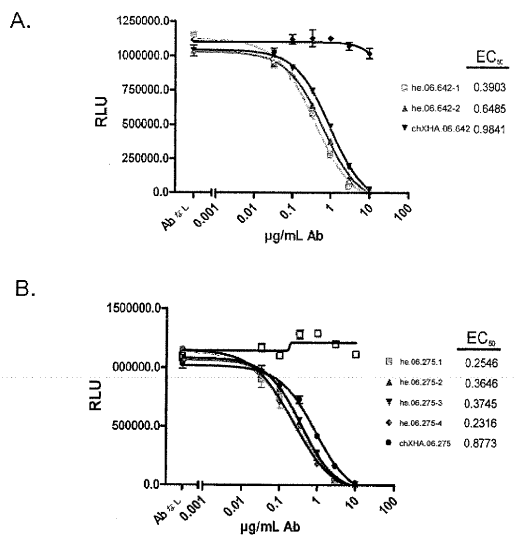 A.
1250000.0
1000000.0
750000.0
500000.0
250000.0
0.0
RLU
0.001
0.01
0.1
1
10
100
µg/mL Ab
EC50
he.06.642-1 0.3903
he.06.642-2 0.6485
chXHA.06.642 0.9841
B.
1500000.0
000000.0
500000.0
0.0
RLU
0.001
0.01
0.1
1
10
100
µg/mL Ab
EC50
he.06.275.1 0.2546
he.06.275-2 0.3646
he.06.275-3 0.3745
he.06.275-4 0.2316
chXHA.06.275 0.8773